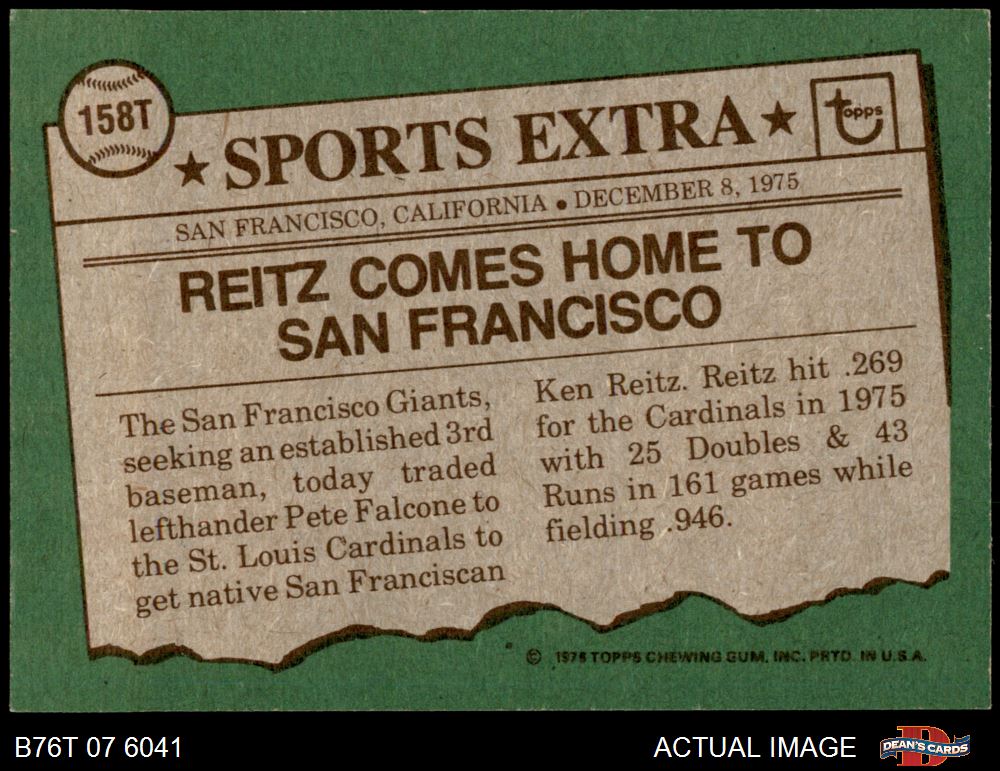 158T
★ SPORTS EXTRA ★
topps
SAN FRANCISCO, CALIFORNIA • DECEMBER 8, 1975
REITZ COMES HOME TO
SAN FRANCISCO
The San Francisco Giants,
seeking an established 3rd
baseman, today traded
lefthander Pete Falcone to
the St. Louis Cardinals to
get native San Franciscan
Ken Reitz. Reitz hit .269
for the Cardinals in 1975
with 25 Doubles & 43
Runs in 161 games while
fielding .946.
© 1976 TOPPS CHEWING GUM, INC. PRTD. IN U.S.A.
B76T 07 6041
ACTUAL IMAGE
DEAN'S CARDS